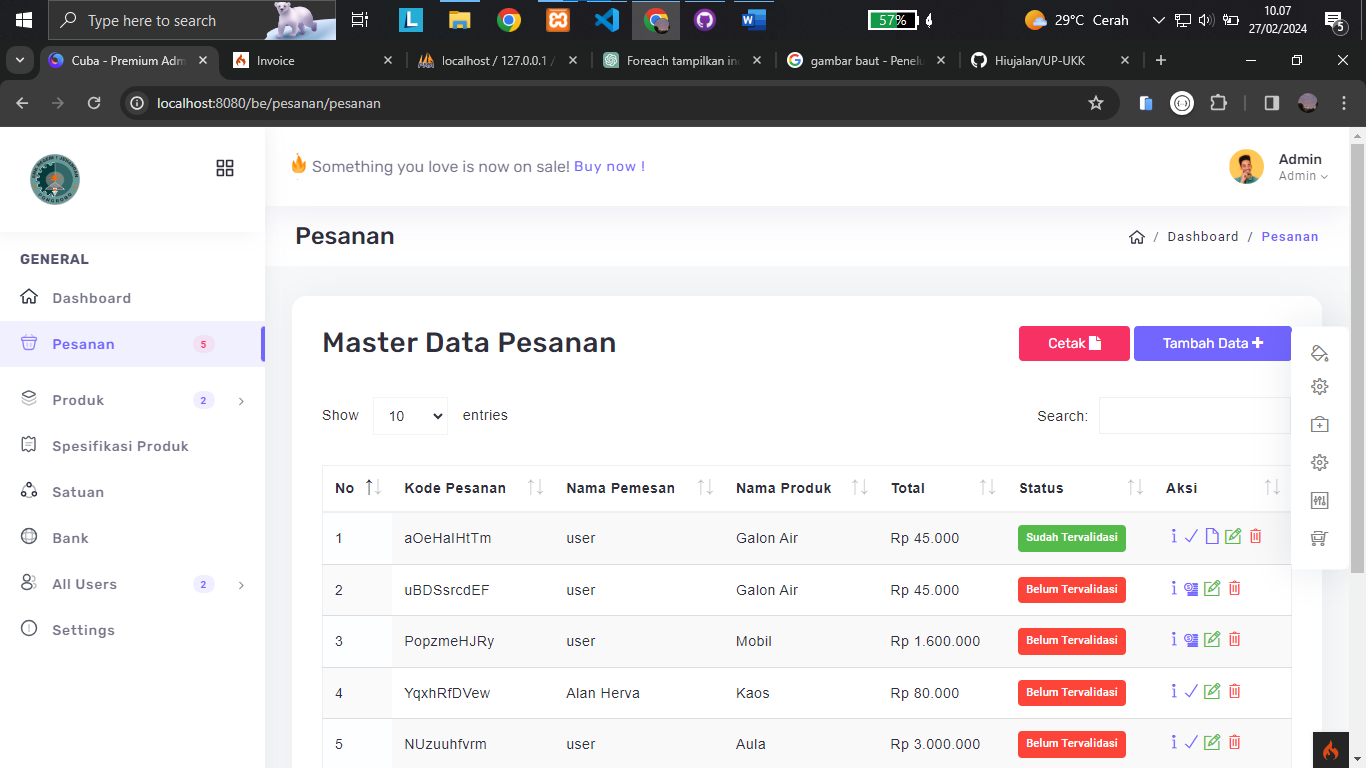 Type here to search
57%
29°C Cerah
10.07
27/02/2024
5
Cuba - Premium Adm
Invoice
localhost / 127.0.0.1 /
Foreach tampilkan in
gambar baut - Penelu
Hiujalan/UP-UKK
localhost:8080/be/pesanan/pesanan
Something you love is now on sale! Buy now !
Admin
Admin
Pesanan
/ Dashboard / Pesanan
GENERAL
Dashboard
Pesanan 5
Produk 2
Spesifikasi Produk
Satuan
Bank
All Users 2
Settings
Master Data Pesanan
Cetak
Tambah Data
Show 10 entries
Search:
No Kode Pesanan Nama Pemesan Nama Produk Total Status Aksi
1 aOeHaIHtTm user Galon Air Rp 45.000 Sudah Tervalidasi
2 uBDSsrcdEF user Galon Air Rp 45.000 Belum Tervalidasi
3 PopzmeHJRy user Mobil Rp 1.600.000 Belum Tervalidasi
4 YqxhRfDVew Alan Herva Kaos Rp 80.000 Belum Tervalidasi
5 NUzuuhfvrm user Aula Rp 3.000.000 Belum Tervalidasi